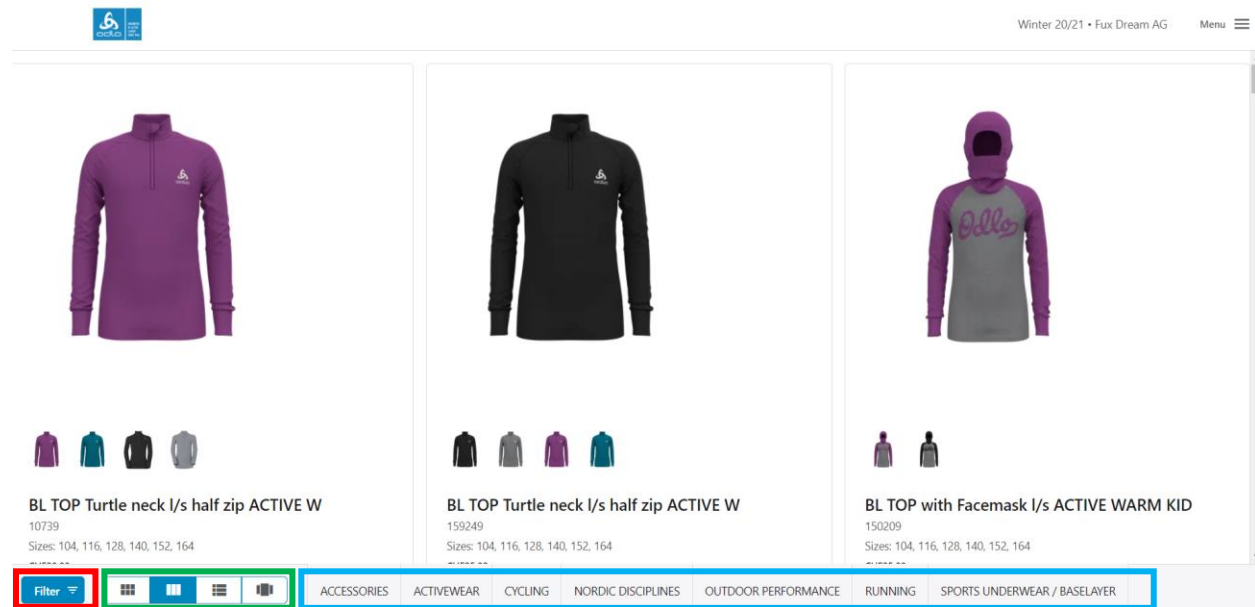 odlo
Winter 20/21 • Fux Dream AG
Menu
Odlo
BL TOP Turtle neck l/s half zip ACTIVE W
10739
Sizes: 104, 116, 128, 140, 152, 164
BL TOP Turtle neck l/s half zip ACTIVE W
159249
Sizes: 104, 116, 128, 140, 152, 164
BL TOP with Facemask l/s ACTIVE WARM KID
150209
Sizes: 104, 116, 128, 140, 152, 164
Filter
ACCESSORIES
ACTIVEWEAR
CYCLING
NORDIC DISCIPLINES
OUTDOOR PERFORMANCE
RUNNING
SPORTS UNDERWEAR / BASELAYER